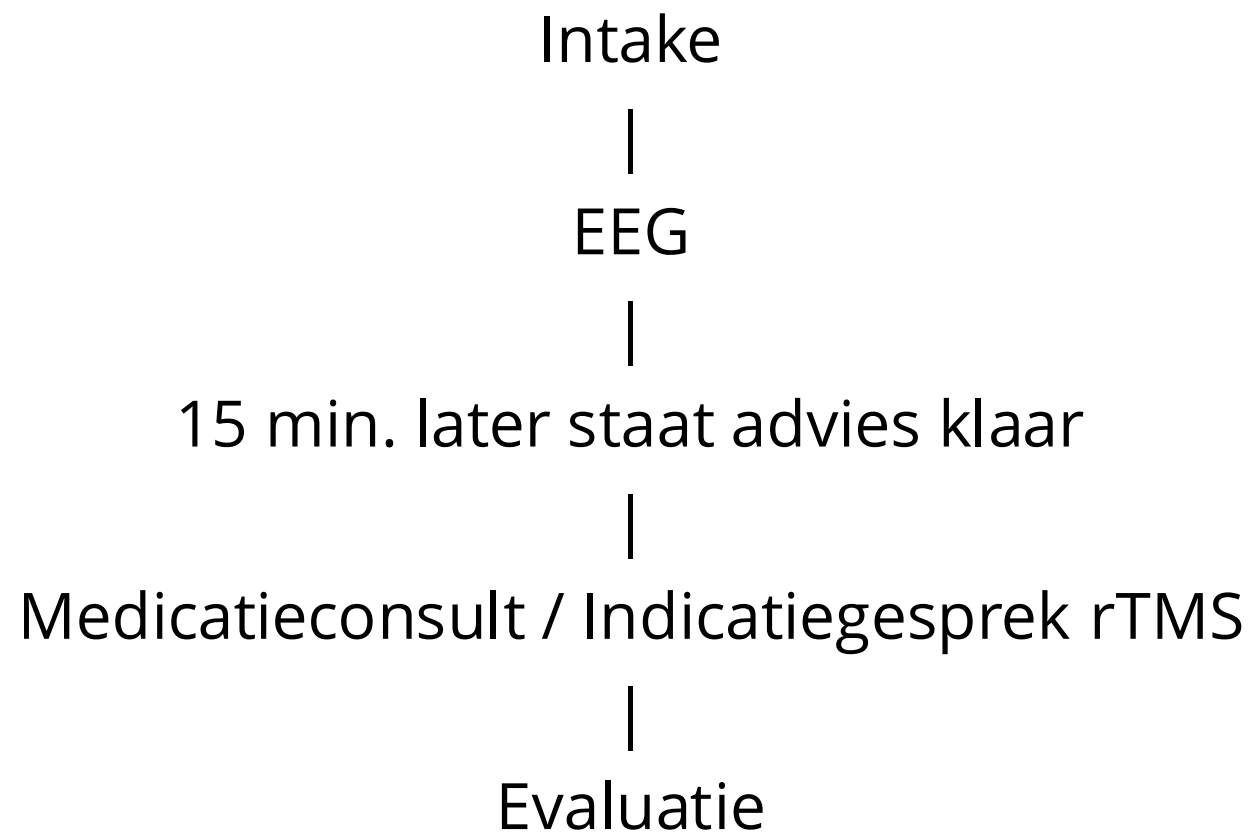 Intake
EEG
15 min. later staat advies klaar
Medicatieconsult / Indicatiegesprek rTMS
Evaluatie